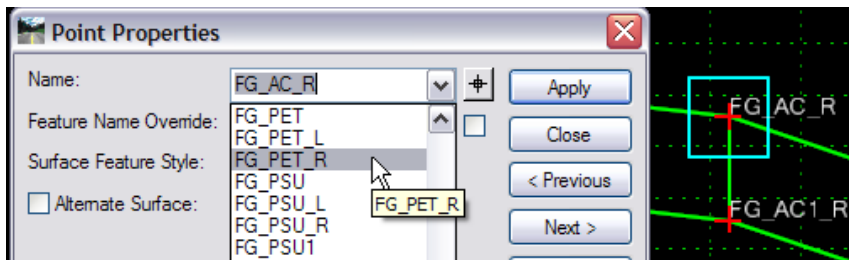 Point Properties
Name:
FG_AC_R
Apply
Feature Name Override:
FG_PET
FG_PET_L
Close
Surface Feature Style:
FG_PET_R
FG_PSU
< Previous
Alternate Surface:
FG_PSU_L
FG_PET_R
FG_PSU_R
Next >
FG_PSU1
FG_AC_R
FG_AC1_R